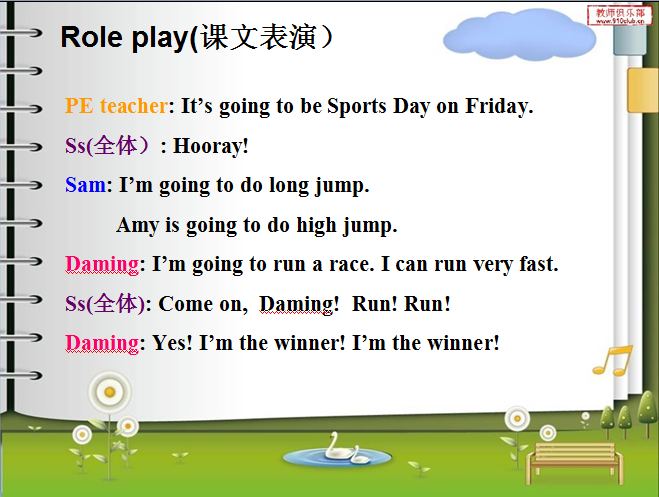 Role play(课文表演）
教师俱乐部
www.910club.cn
PE teacher: It’s going to be Sports Day on Friday.
Ss(全体）: Hooray!
Sam: I’m going to do long jump.
Amy is going to do high jump.
Daming: I’m going to run a race. I can run very fast.
Ss(全体): Come on, Daming! Run! Run!
Daming: Yes! I’m the winner! I’m the winner!